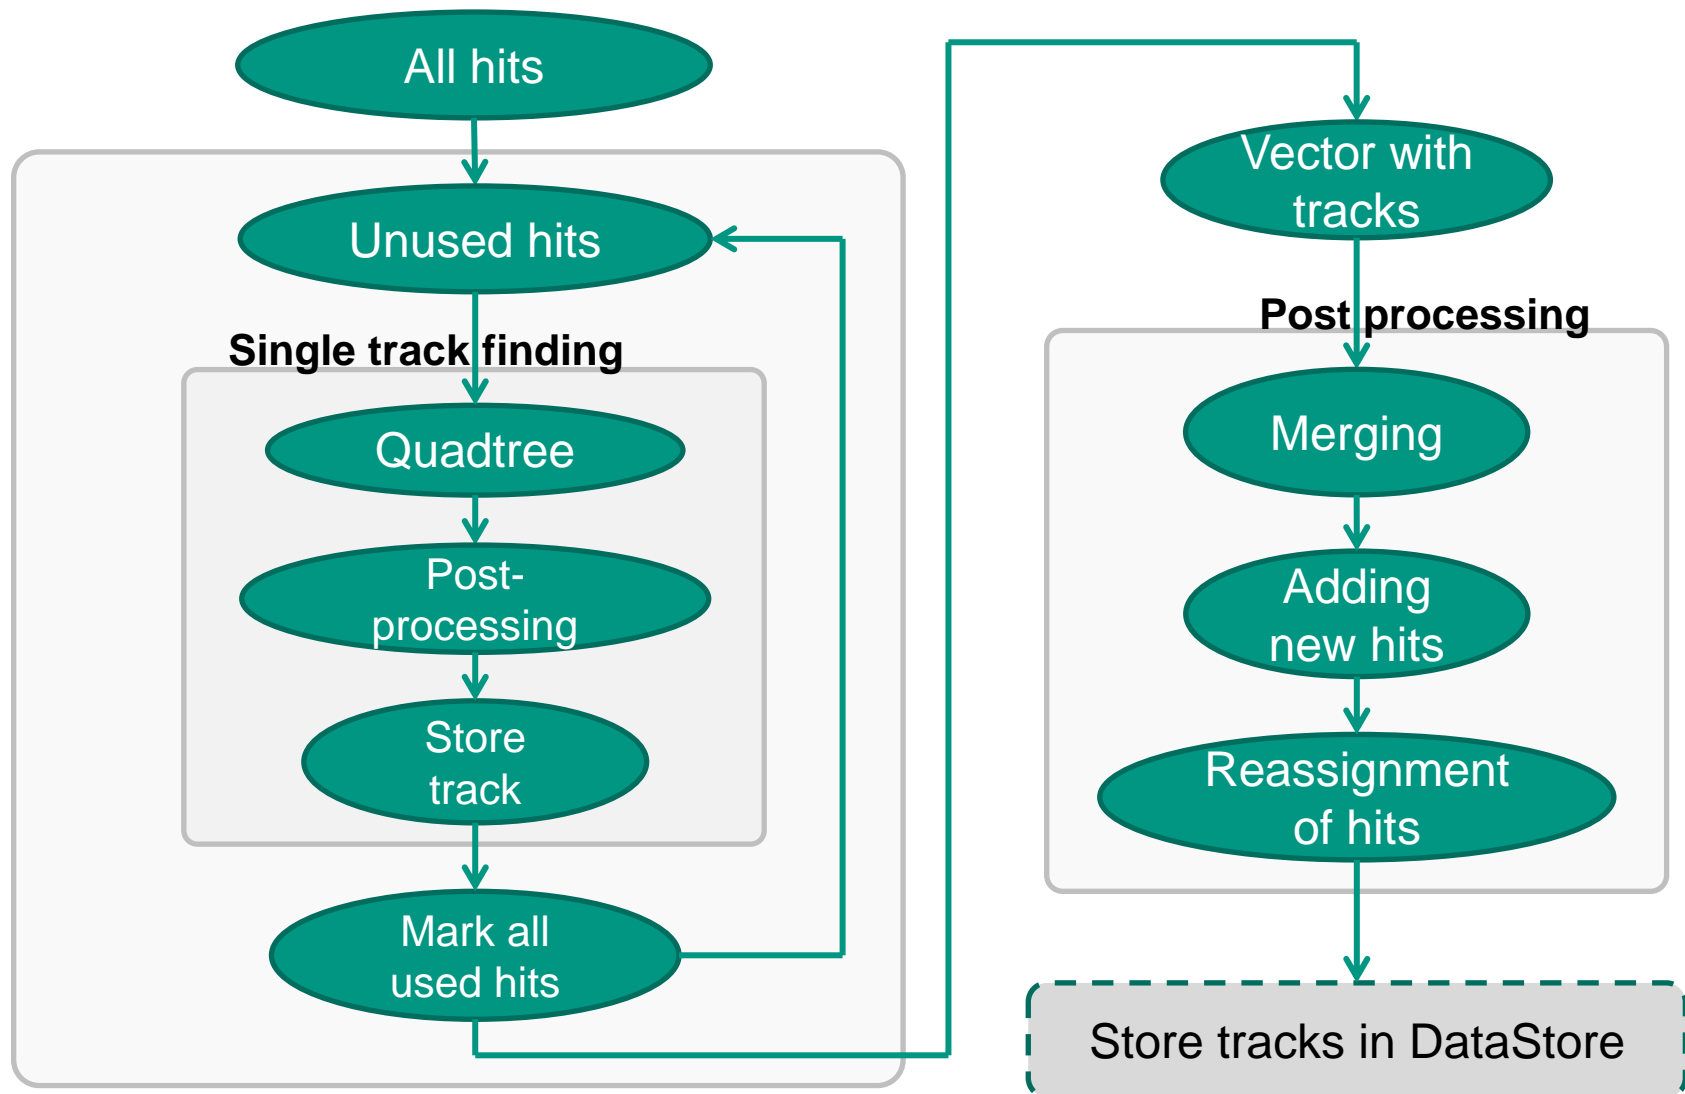 All hits
Unused hits
Single track finding
Quadtree
Post-
processing
Store
track
Mark all
used hits
Vector with
tracks
Post processing
Merging
Adding
new hits
Reassignment
of hits
Store tracks in DataStore